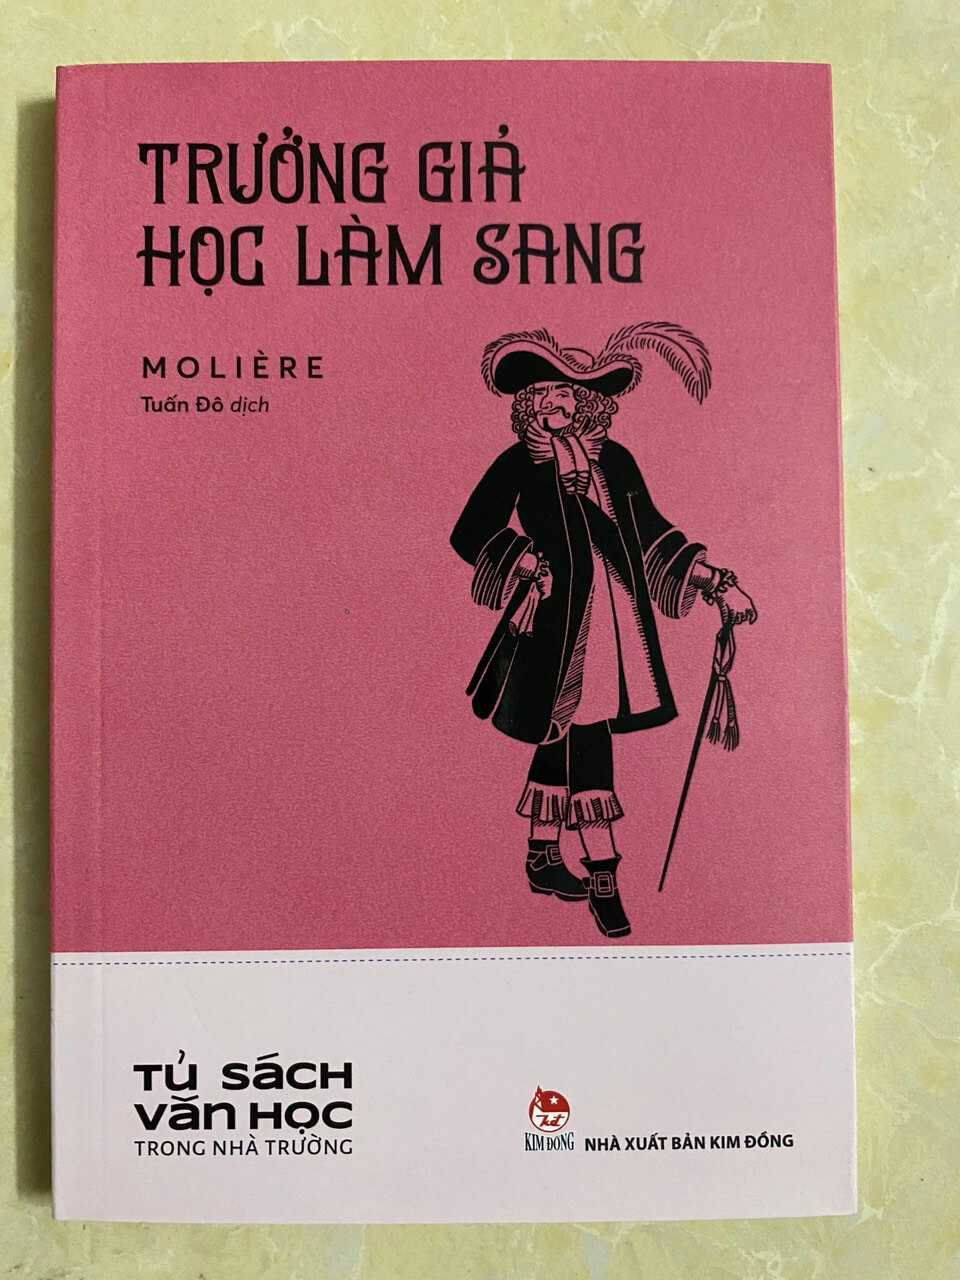 TRƯỞNG GIẢ
HỌC LÀM SANG
MOLIÈRE
Tuấn Đô dịch
TỦ SÁCH
VĂN HỌC
TRONG NHÀ TRƯỜNG
kđ
KIM ĐỒNG
NHÀ XUẤT BẢN KIM ĐỒNG